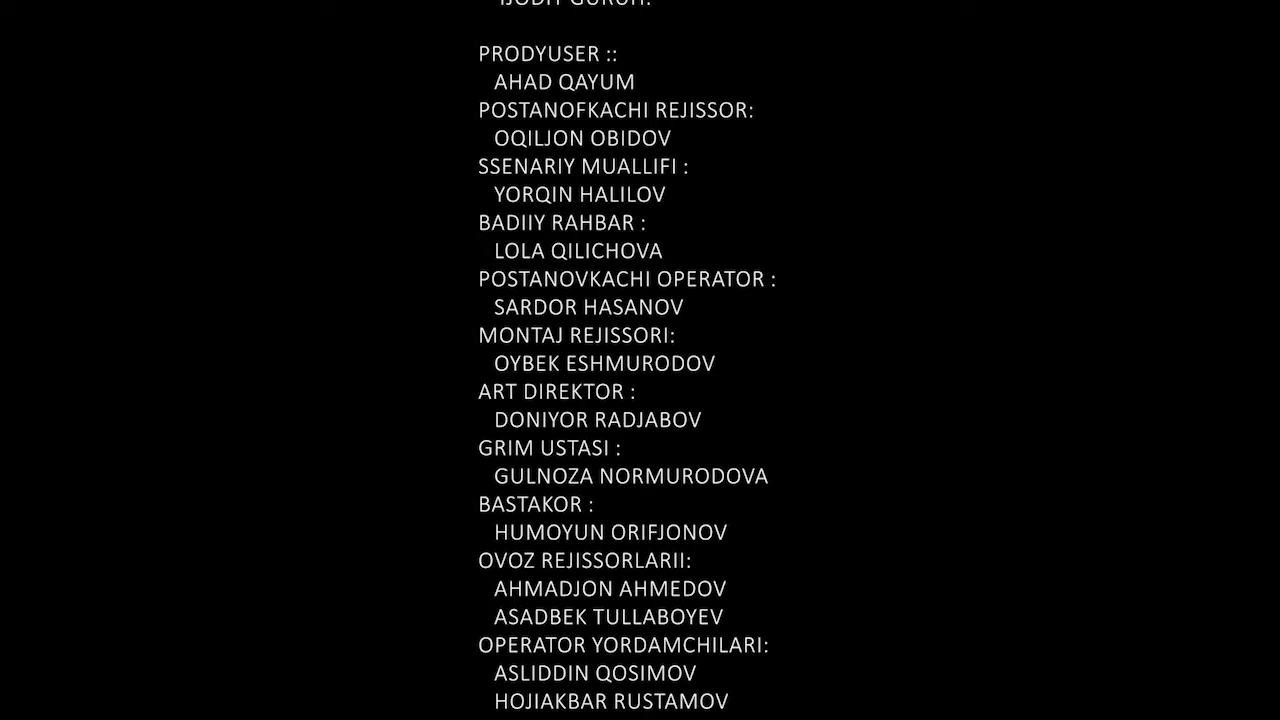 IJODIY GURUH:
PRODYUSER ::
AHAD QAYUM
POSTANOFKACHI REJISSOR:
OQILJON OBIDOV
SSENARIY MUALLIFI :
YORQIN HALILOV
BADIIY RAHBAR :
LOLA QILICHOVA
POSTANOVKACHI OPERATOR :
SARDOR HASANOV
MONTAJ REJISSORI:
OYBEK ESHMURODOV
ART DIREKTOR :
DONIYOR RADJABOV
GRIM USTASI :
GULNOZA NORMURODOVA
BASTAKOR :
HUMOYUN ORIFJONOV
OVOZ REJISSORLARII:
AHMADJON AHMEDOV
ASADBEK TULLABOYEV
OPERATOR YORDAMCHILARI:
ASLIDDIN QOSIMOV
HOJIAKBAR RUSTAMOV